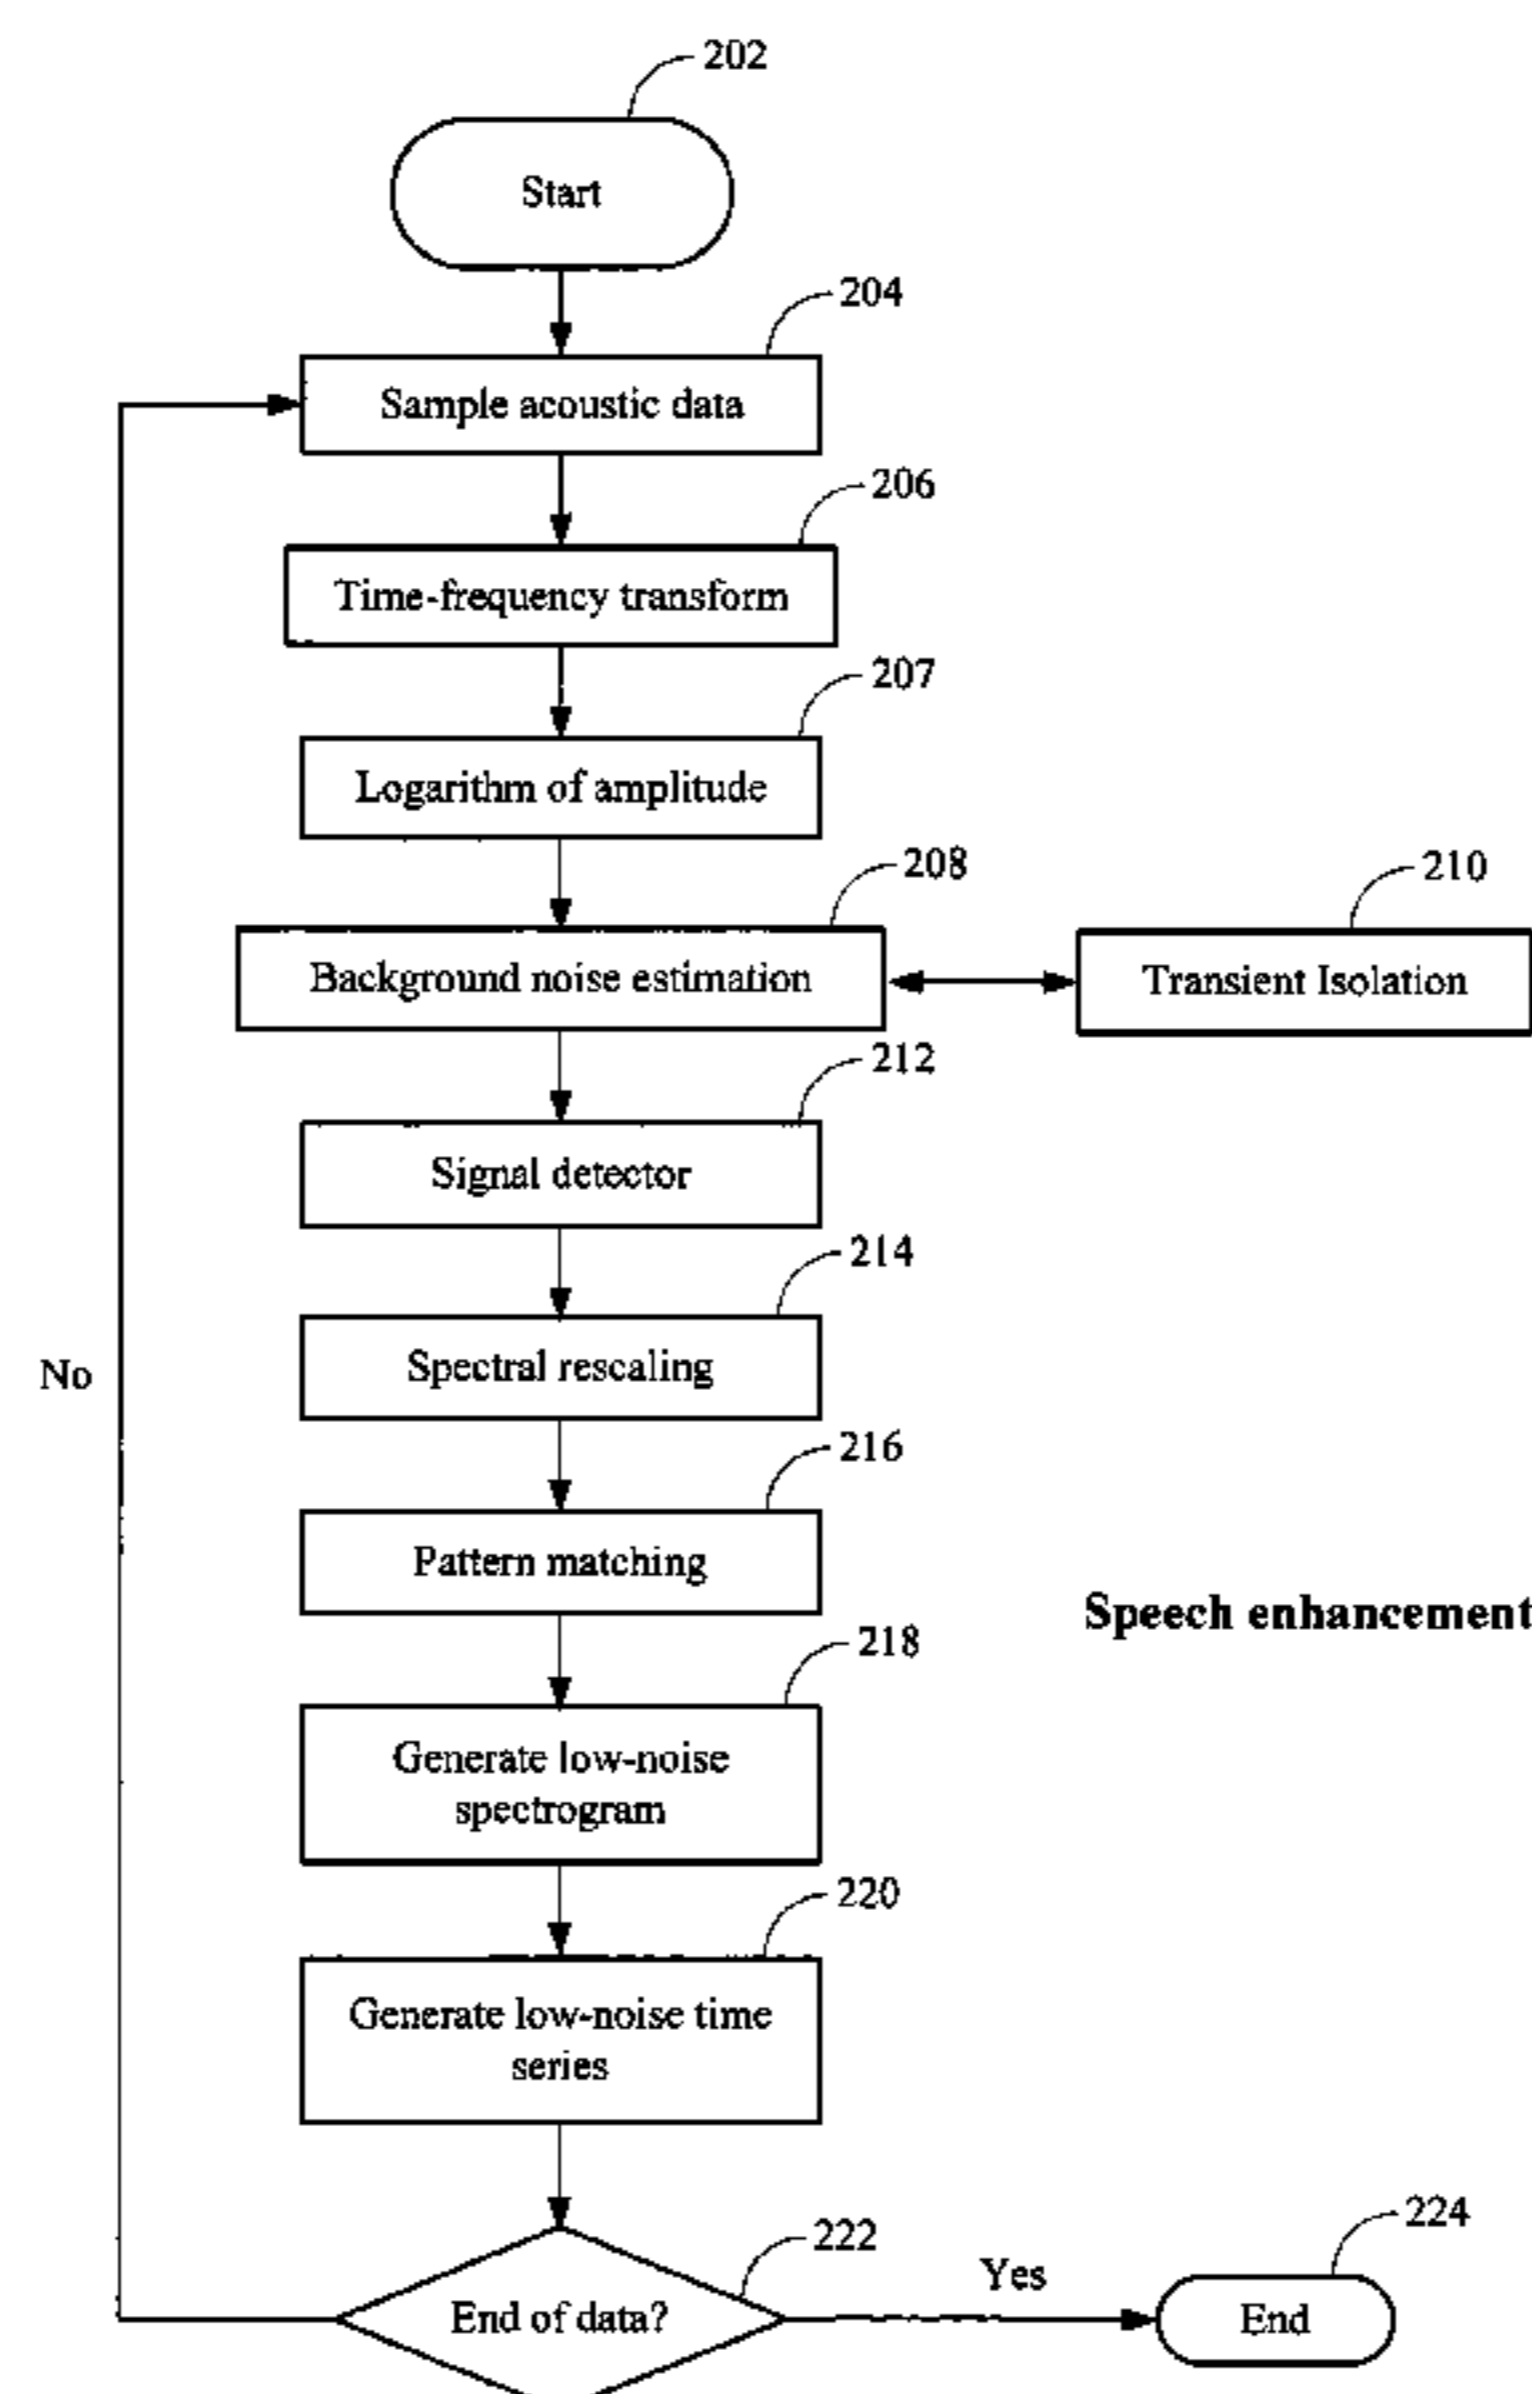 202
Start
204
Sample acoustic data
206
Time-frequency transform
207
Logarithm of amplitude
208
Background noise estimation
210
Transient Isolation
212
Signal detector
214
Spectral rescaling
No
216
Pattern matching
Speech enhancement
218
Generate low-noise
spectrogram
220
Generate low-noise time
series
222
End of data?
Yes
224
End